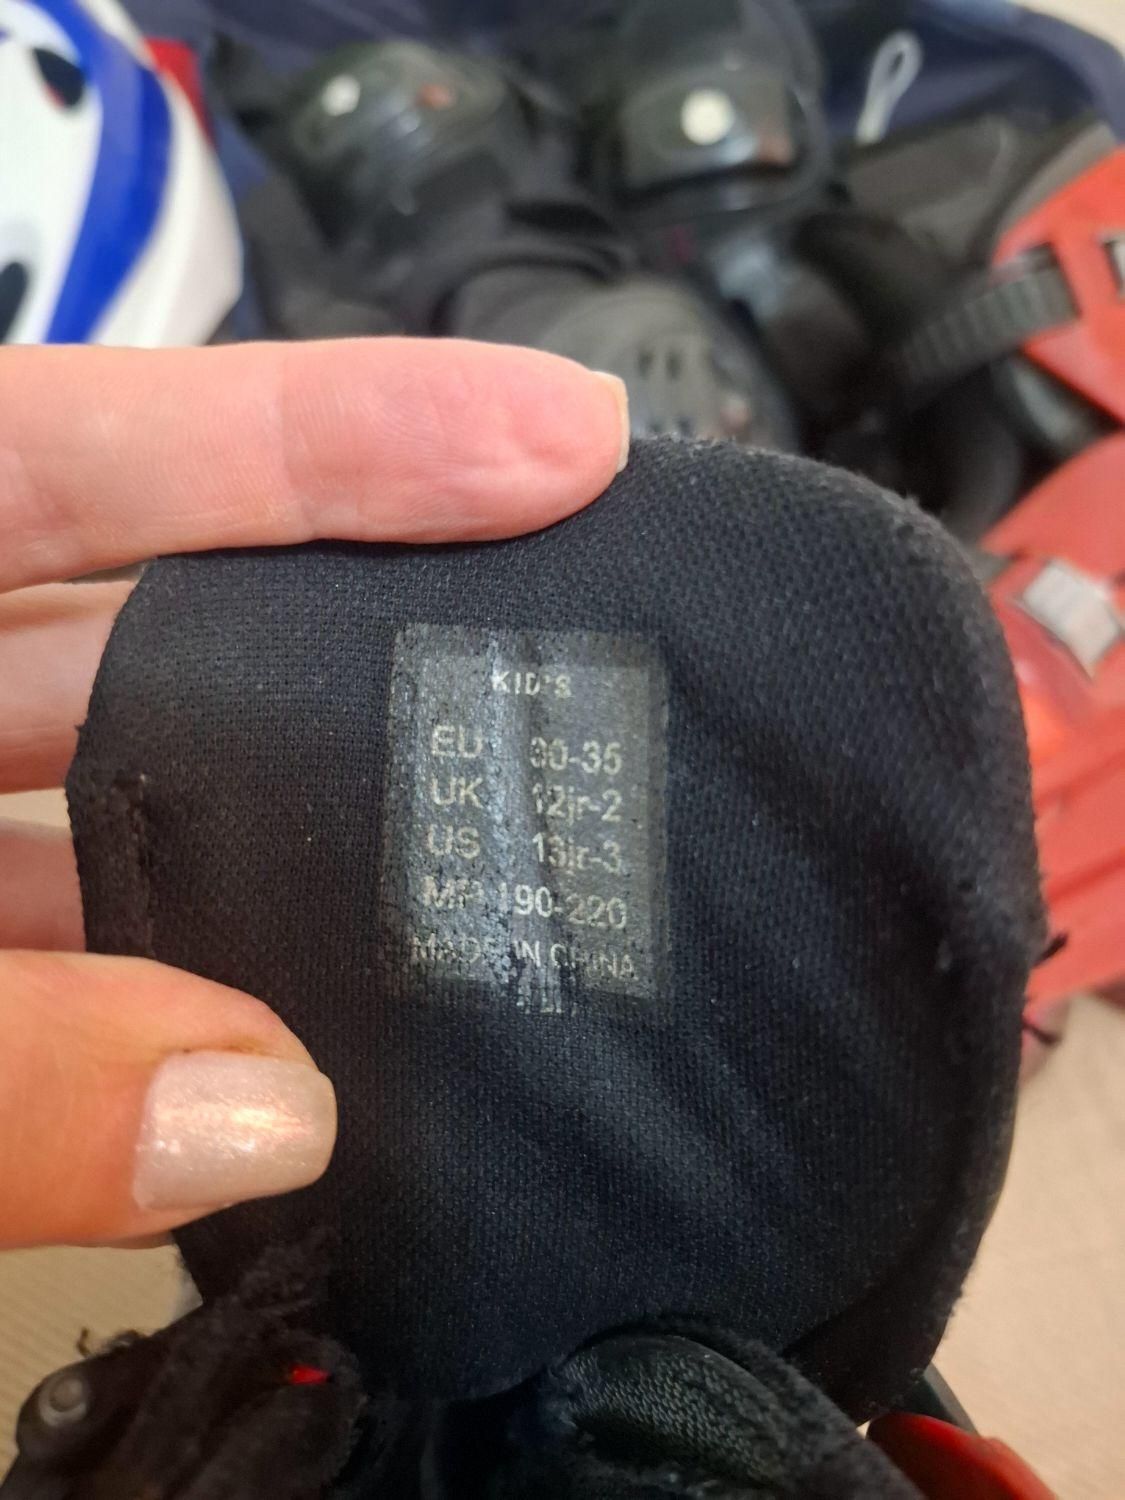 KID'S
EU 30-35
UK 12jr-2
US 13jr-3
MP 190-220
MADE IN CHINA